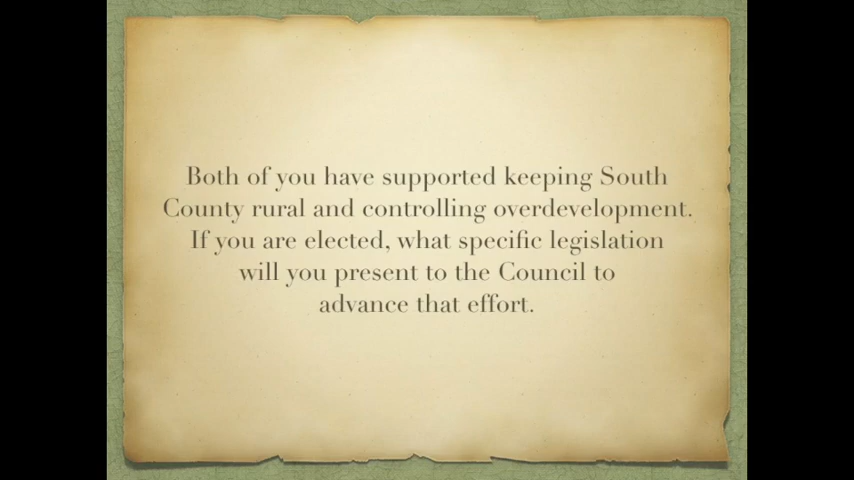 Both of you have supported keeping South
County rural and controlling overdevelopment.
If you are elected, what specific legislation
will you present to the Council to
advance that effort.